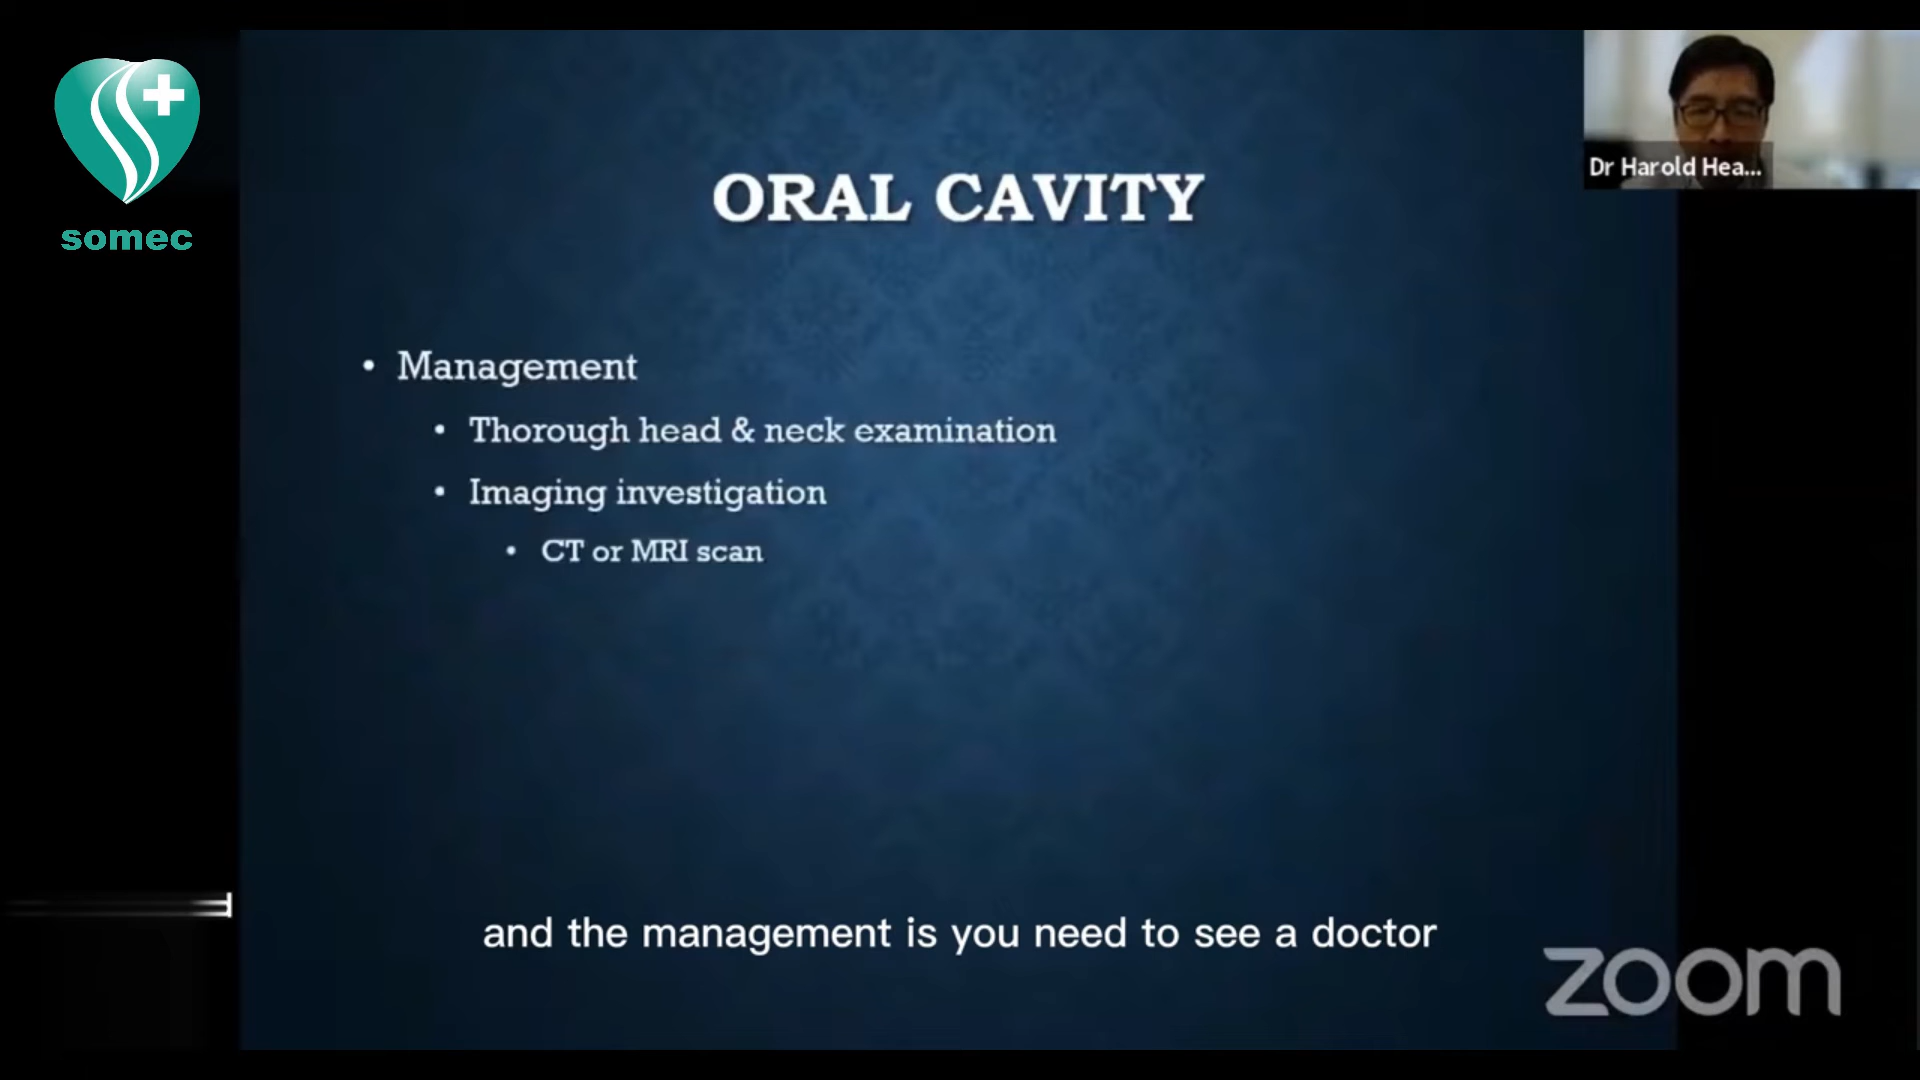 somec
Dr Harold Hea...
ORAL CAVITY
• Management
• Thorough head & neck examination
• Imaging investigation
• CT or MRI scan
and the management is you need to see a doctor
zoom